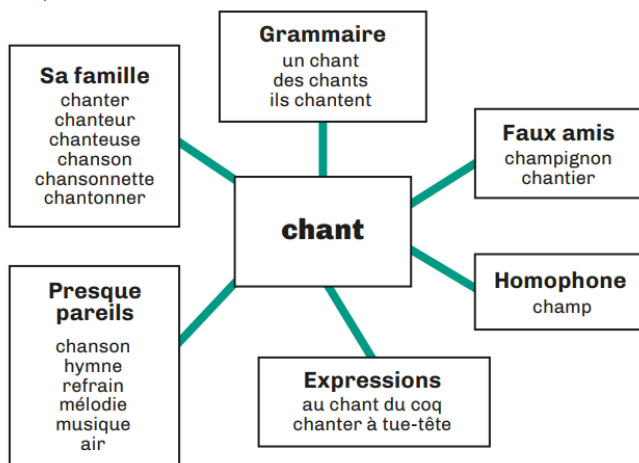 Grammaire
un chant
des chants
ils chantent
Sa famille
chanter
chanteur
chanteuse
chanson
chansonnette
chantonner
Faux amis
champignon
chantier
chant
Homophone
champ
Presque
pareils
chanson
hymne
refrain
mélodie
musique
air
Expressions
au chant du coq
chanter à tue-tête